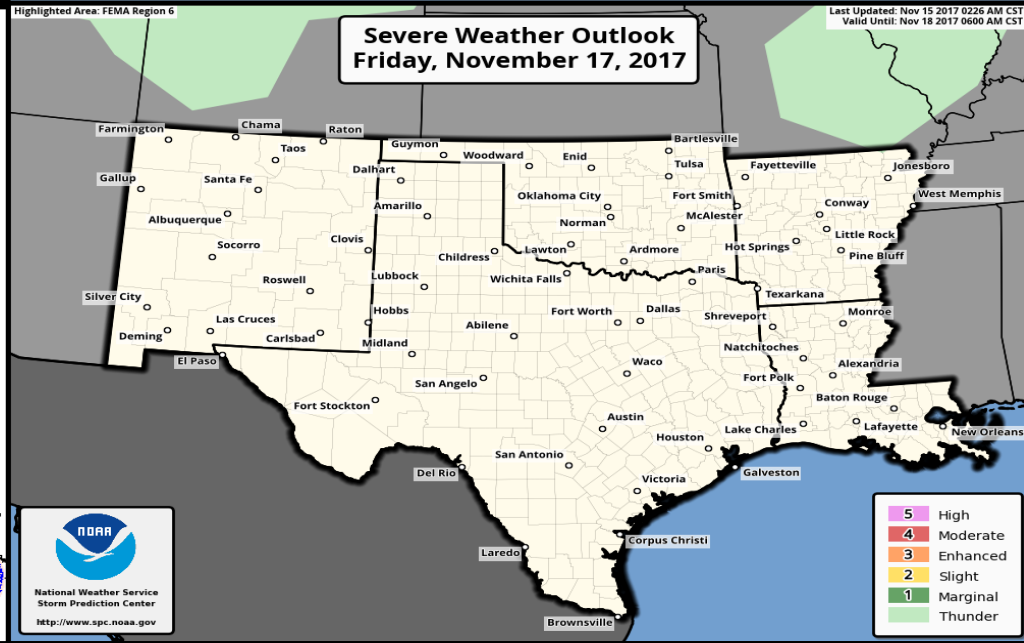 Highlighted Area: FEMA Region 6
Last Updated: Nov 15 2017 0226 AM CST
Valid Until: Nov 18 2017 0600 AM CST
Severe Weather Outlook
Friday, November 17, 2017
Farmington
Chama
Raton
Taos
Guymon
Woodward
Enid
Bartlesville
Tulsa
Fayetteville
Jonesboro
Gallup
Santa Fe
Dalhart
Oklahoma City
Fort Smith
West Memphis
Albuquerque
Amarillo
Norman
McAlester
Conway
Little Rock
Socorro
Clovis
Childress
Lawton
Ardmore
Hot Springs
Pine Bluff
Roswell
Lubbock
Wichita Falls
Paris
Silver City
Texarkana
Deming
Las Cruces
Carlsbad
Hobbs
Midland
Abilene
Fort Worth
Dallas
Shreveport
Monroe
El Paso
San Angelo
Waco
Natchitoches
Alexandria
Fort Polk
Fort Stockton
Austin
Baton Rouge
Houston
Lake Charles
Lafayette
New Orleans
San Antonio
Del Rio
Victoria
Galveston
Laredo
Corpus Christi
Brownsville
NOAA
National Weather Service
Storm Prediction Center
http://www.spc.noaa.gov
5 High
4 Moderate
3 Enhanced
2 Slight
1 Marginal
Thunder